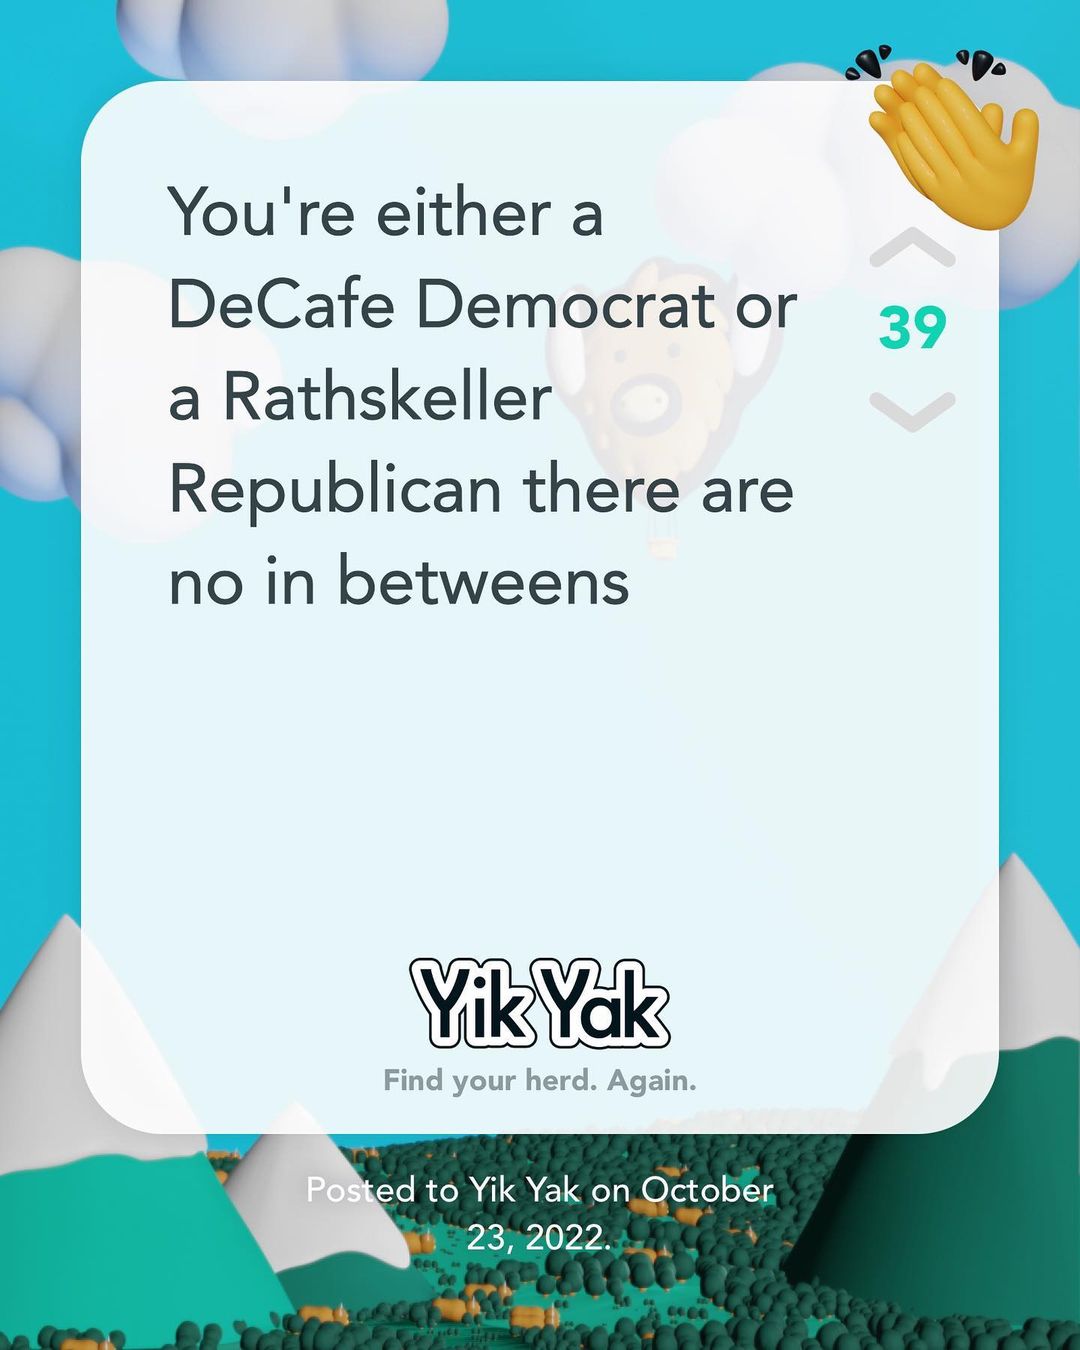 You're either a
DeCafe Democrat or
a Rathskeller
Republican there are
no in betweens
39
Yik Yak
Find your herd. Again.
Posted to Yik Yak on October
23, 2022.